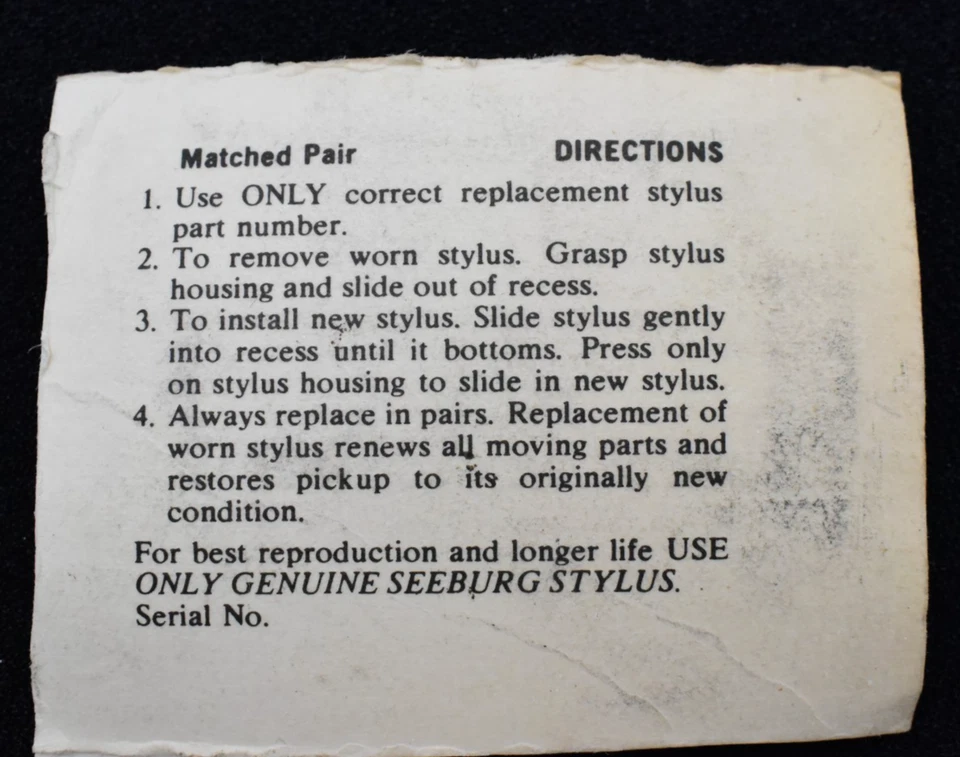 Matched Pair DIRECTIONS
1. Use ONLY correct replacement stylus
part number.
2. To remove worn stylus. Grasp stylus
housing and slide out of recess.
3. To install new stylus. Slide stylus gently
into recess until it bottoms. Press only
on stylus housing to slide in new stylus.
4. Always replace in pairs. Replacement of
worn stylus renews all moving parts and
restores pickup to its originally new
condition.
For best reproduction and longer life USE
ONLY GENUINE SEEBURG STYLUS.
Serial No.